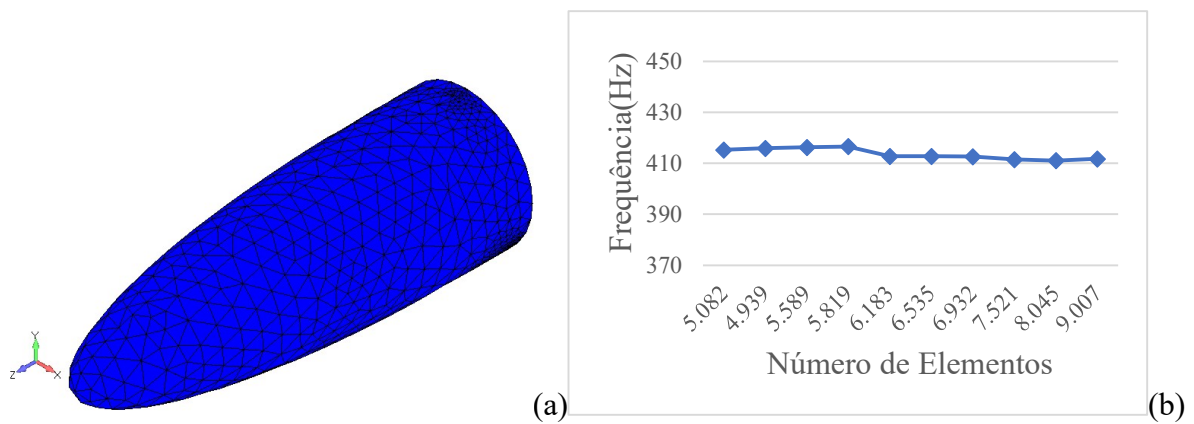 Y
Z
X
(a)
Frequência(Hz)
450
430
410
390
370
5.082
4.939
5.589
5.819
6.183
6.535
6.932
7.521
8.045
9.007
Número de Elementos
(b)